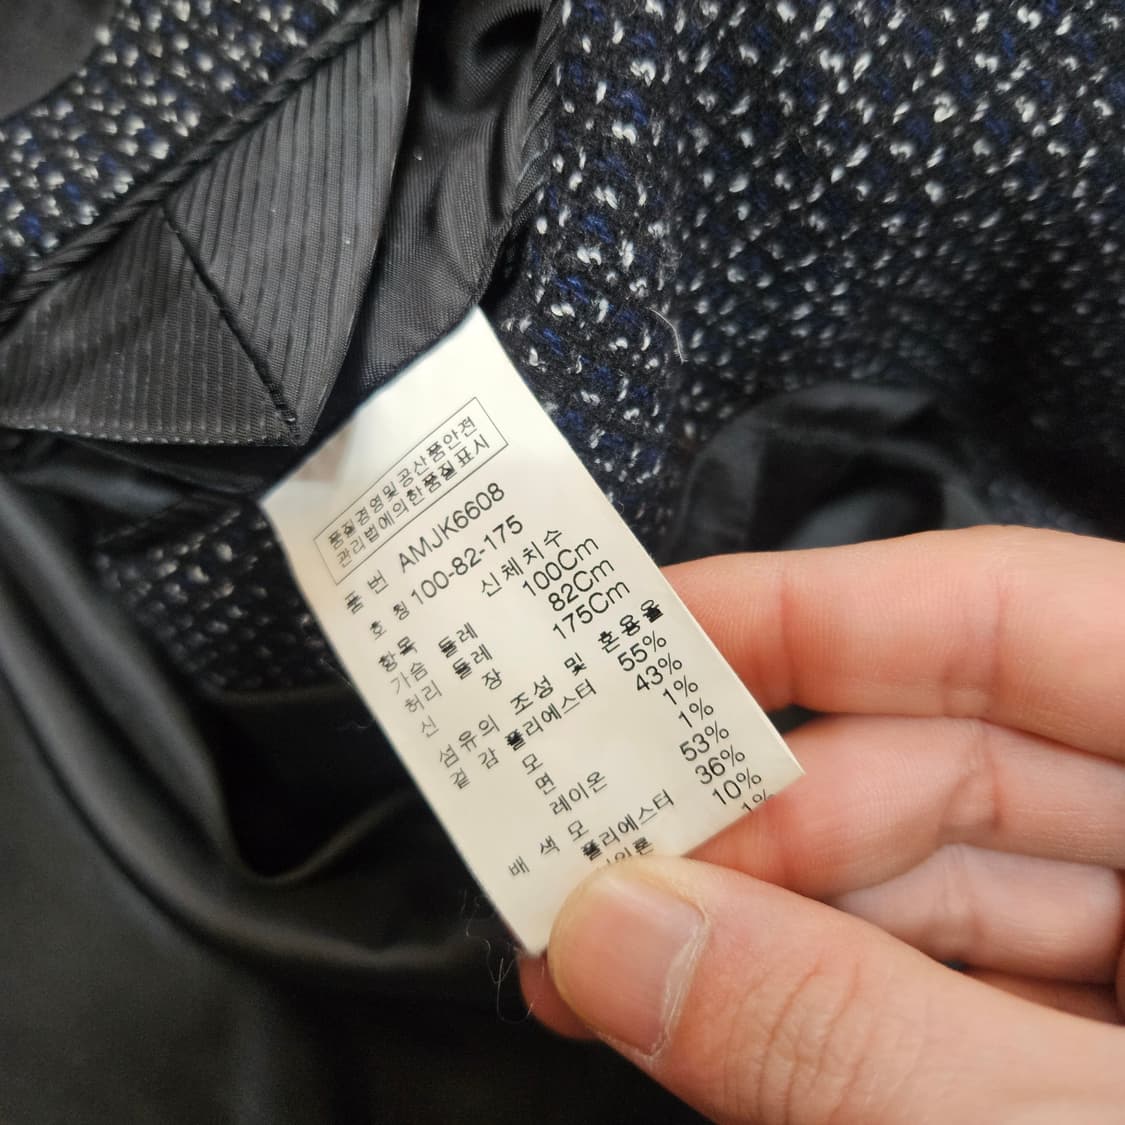 품질경영및공산품안전
관리법에의한품질표시
품 번 AMJK6608
호 칭 100-82-175
항목 신체치수
가슴 둘레 100Cm
허리 둘레 82Cm
신 장 175Cm
섬유의 조성 및 혼용율
겉 감 폴리에스터 55%
모 43%
면 1%
레이온 1%
배 색 모 53%
폴리에스터 36%
10%
1%